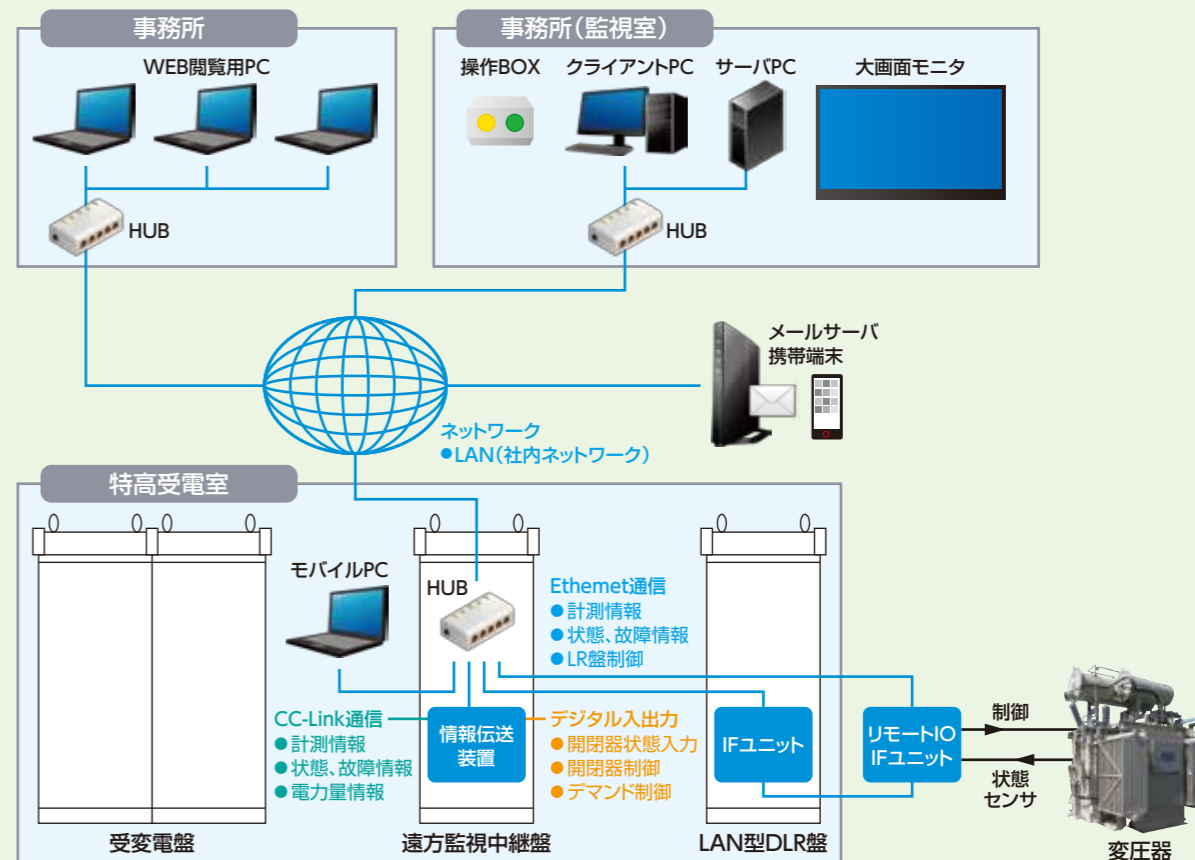 事務所
WEB閲覧用PC
HUB
事務所(監視室)
操作BOX
クライアントPC
サーバPC
大画面モニタ
HUB
メールサーバ
携帯端末
ネットワーク
●LAN(社内ネットワーク)
特高受電室
モバイルPC
HUB
Ethemet通信
●計測情報
●状態、故障情報
●LR盤制御
CC-Link通信
●計測情報
●状態、故障情報
●電力量情報
情報伝送
装置
デジタル入出力
●開閉器状態入力
●開閉器制御
●デマンド制御
IFユニット
リモートIO
IFユニット
制御
状態
センサ
受変電盤
遠方監視中継盤
LAN型DLR盤
変圧器